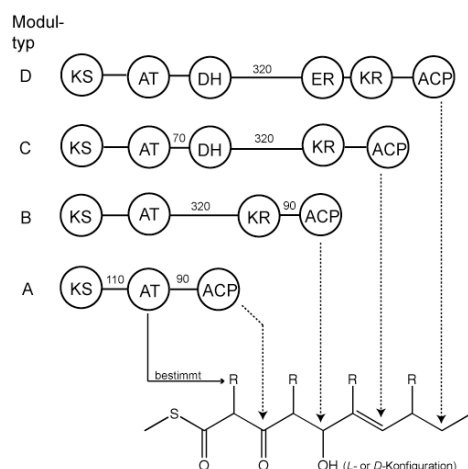 Modul-
typ
D KS AT DH 320 ER KR ACP
C KS AT 70 DH 320 KR ACP
B KS AT 320 KR 90 ACP
A KS 110 AT 90 ACP
bestimmt
R R R R
S
O O OH (L- or D-Konfiguration)